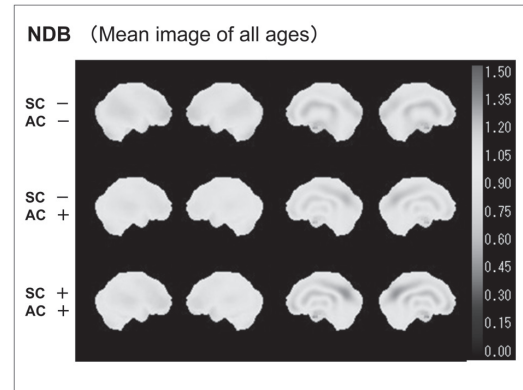 NDB (Mean image of all ages)
SC −
AC −
SC −
AC +
SC +
AC +
1.50
1.35
1.20
1.05
0.90
0.75
0.60
0.45
0.30
0.15
0.00